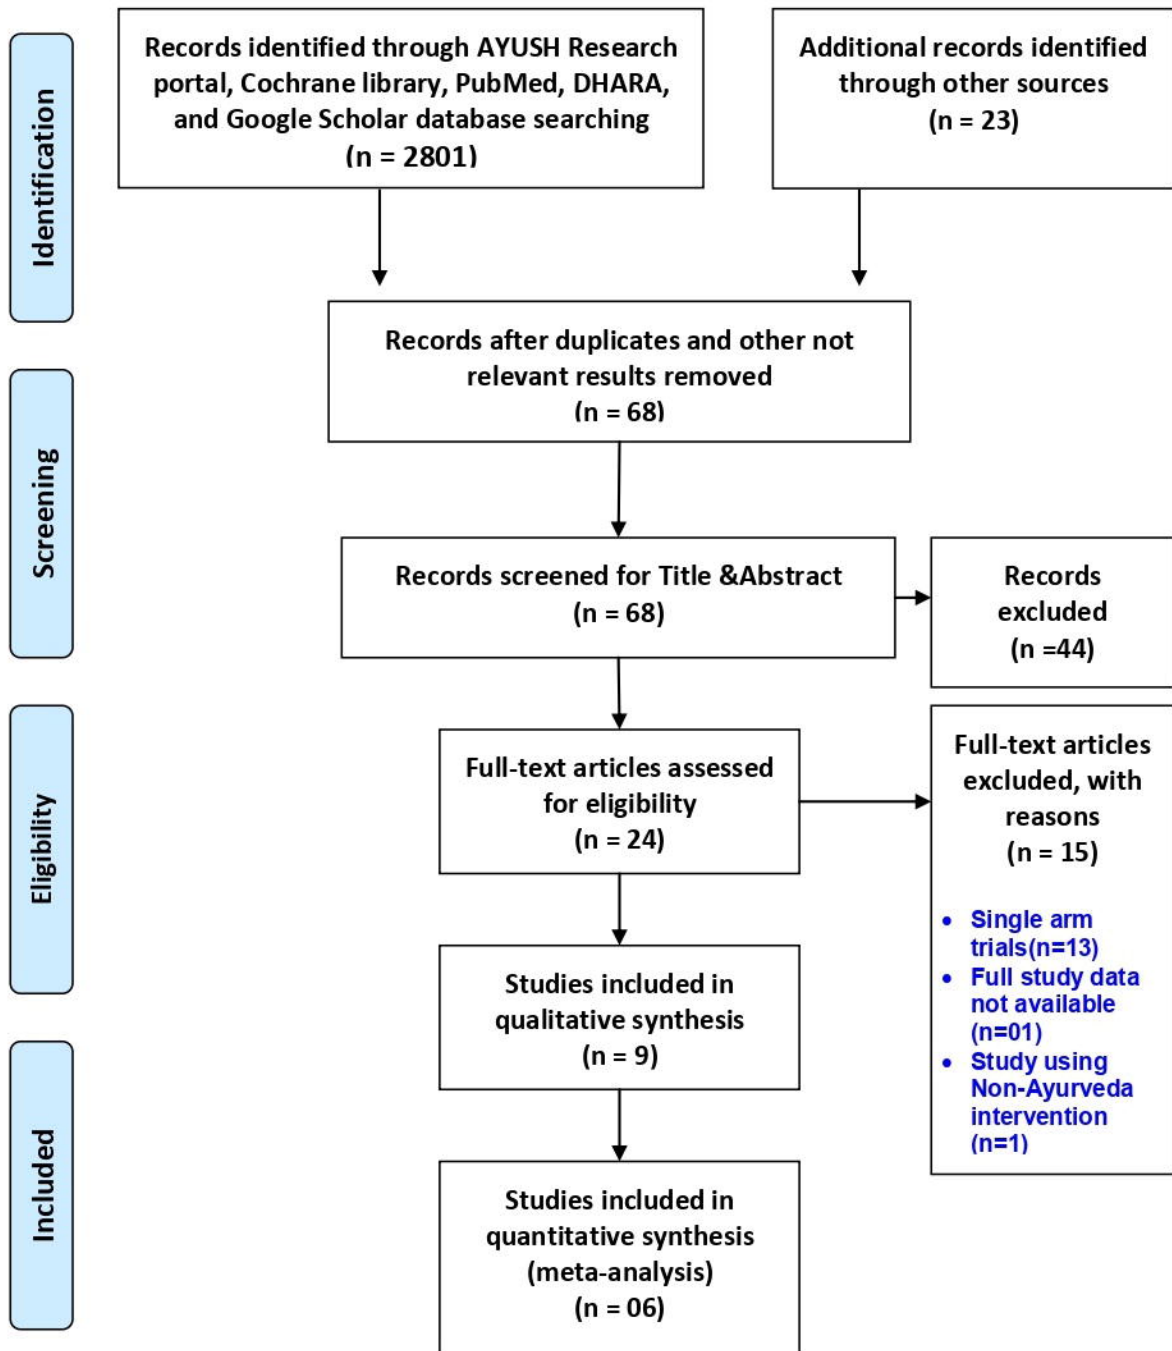 Identification
Records identified through AYUSH Research
portal, Cochrane library, PubMed, DHARA,
and Google Scholar database searching
(n = 2801)
Additional records identified
through other sources
(n = 23)
Records after duplicates and other not
relevant results removed
(n = 68)
Screening
Records screened for Title &Abstract
(n = 68)
Records
excluded
(n =44)
Eligibility
Full-text articles assessed
for eligibility
(n = 24)
Full-text articles
excluded, with
reasons
(n = 15)
• Single arm
trials(n=13)
• Full study data
not available
(n=01)
• Study using
Non-Ayurveda
intervention
(n=1)
Studies included in
qualitative synthesis
(n = 9)
Included
Studies included in
quantitative synthesis
(meta-analysis)
(n = 06)